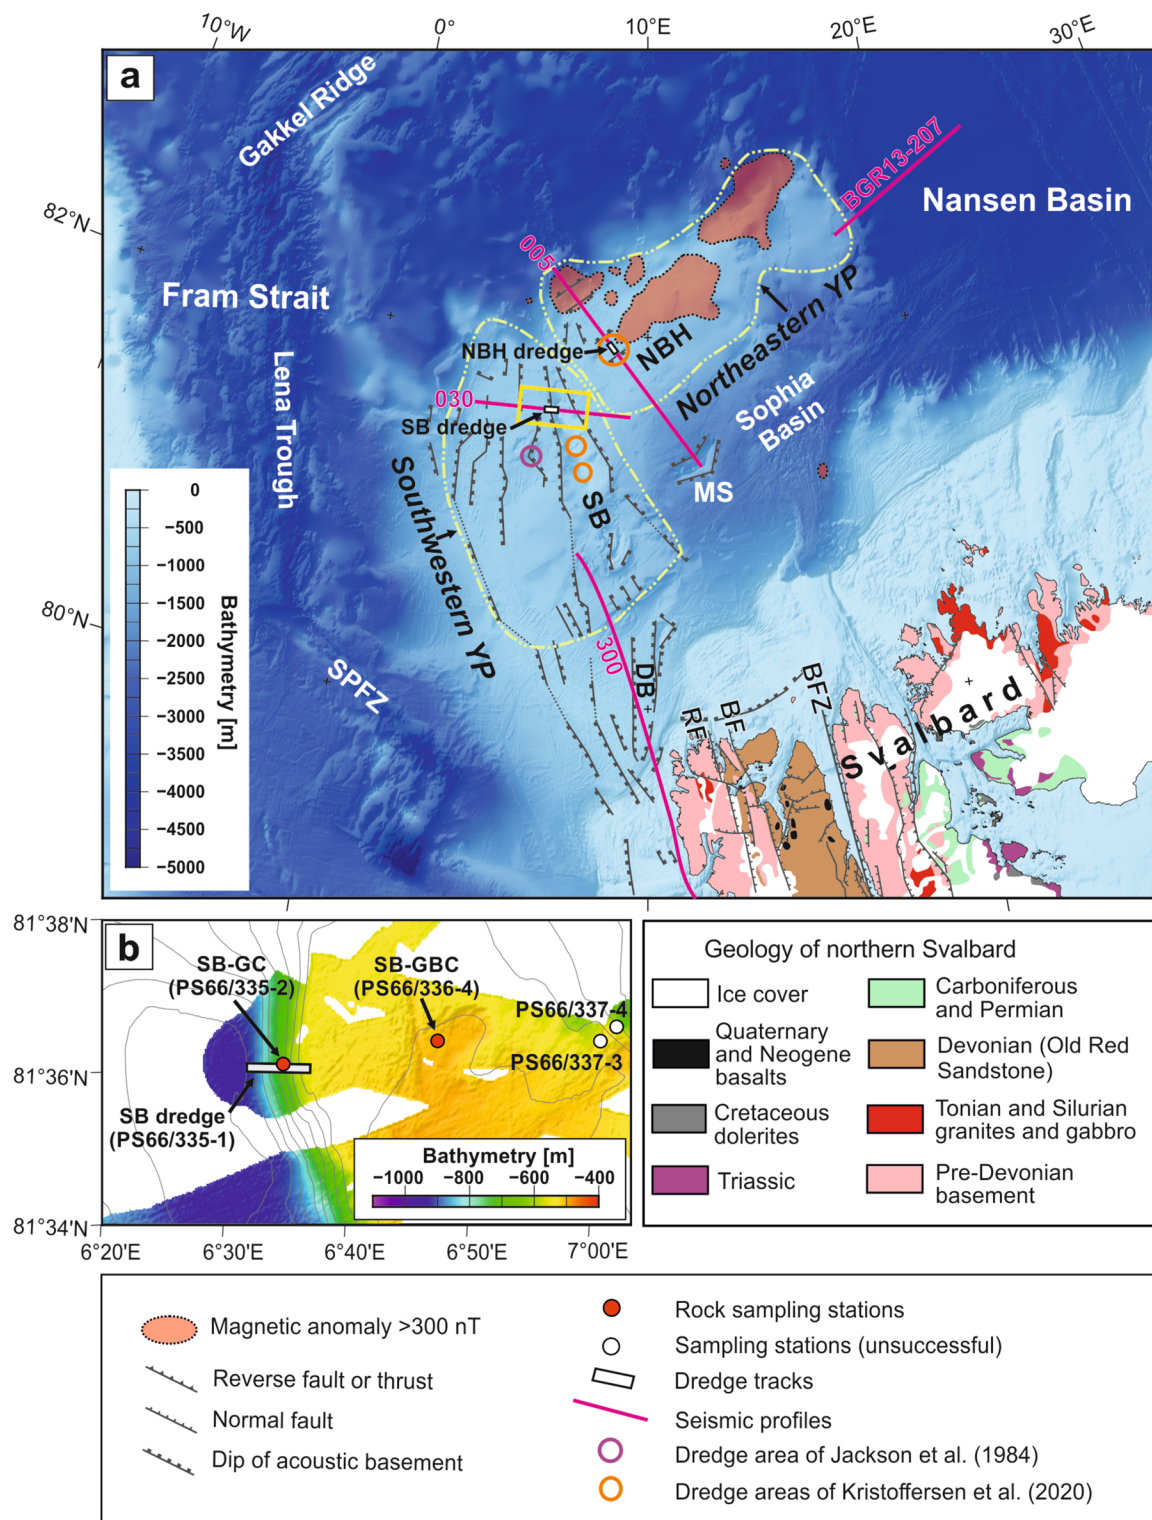 10°W
0°
10°E
20°E
30°E
a
Gakkel Ridge
82°N
BGR13-207
Nansen Basin
005
Fram Strait
Northeastern YP
NBH
NBH dredge
Lena Trough
030
SB dredge
Sophia
Basin
MS
Southwestern YP
SB
0
−500
−1000
−1500
−2000
−2500
−3000
−3500
−4000
−4500
−5000
Bathymetry [m]
80°N
SPFZ
300
DB
RF
BF
BFZ
Svalbard
81°38'N
81°36'N
81°34'N
b
SB-GC
(PS66/335-2)
SB-GBC
(PS66/336-4)
PS66/337-4
PS66/337-3
SB dredge
(PS66/335-1)
Bathymetry [m]
−1000
−800
−600
−400
6°20'E
6°30'E
6°40'E
6°50'E
7°00'E
Geology of northern Svalbard
Ice cover
Quaternary
and Neogene
basalts
Cretaceous
dolerites
Triassic
Carboniferous
and Permian
Devonian (Old Red
Sandstone)
Tonian and Silurian
granites and gabbro
Pre-Devonian
basement
Magnetic anomaly >300 nT
Reverse fault or thrust
Normal fault
Dip of acoustic basement
Rock sampling stations
Sampling stations (unsuccessful)
Dredge tracks
Seismic profiles
Dredge area of Jackson et al. (1984)
Dredge areas of Kristoffersen et al. (2020)